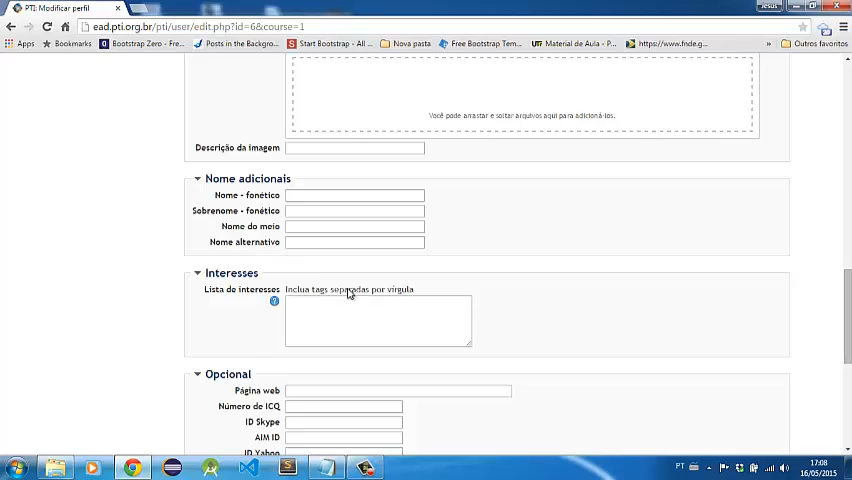 PTI: Modificar perfil
Jesus
ead.pti.org.br/pti/user/edit.php?id=6&course=1
Apps Bookmarks Bootstrap Zero - Fre... Posts in the Backgro... Start Bootstrap - All ... Nova pasta Free Bootstrap Tem... Material de Aula - P... https://www.fnde.g... » Outros favoritos
Você pode arrastar e soltar arquivos aqui para adicioná-los.
Descrição da imagem
Nome adicionais
Nome - fonético
Sobrenome - fonético
Nome do meio
Nome alternativo
Interesses
Lista de interesses Inclua tags separadas por vírgula
Opcional
Página web
Número de ICQ
ID Skype
AIM ID
ID Yahoo
PT 17:08
16/05/2015